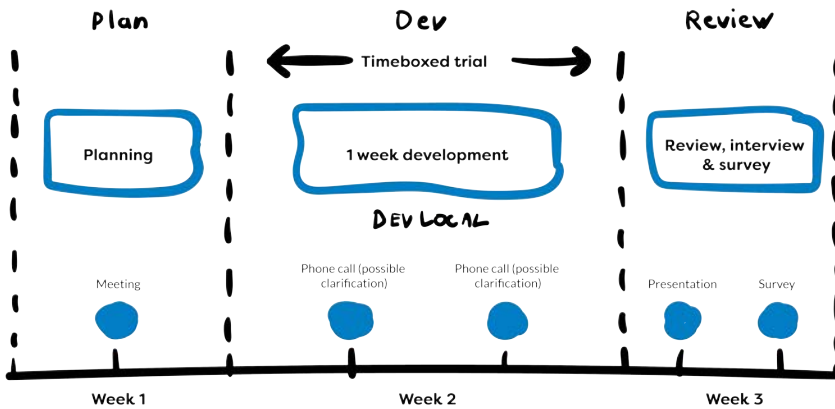 Plan
Dev
Review
Timeboxed trial
Planning
1 week development
Review, interview
& survey
DEV LOCAL
Meeting
Phone call (possible
clarification)
Phone call (possible
clarification)
Presentation
Survey
Week 1
Week 2
Week 3